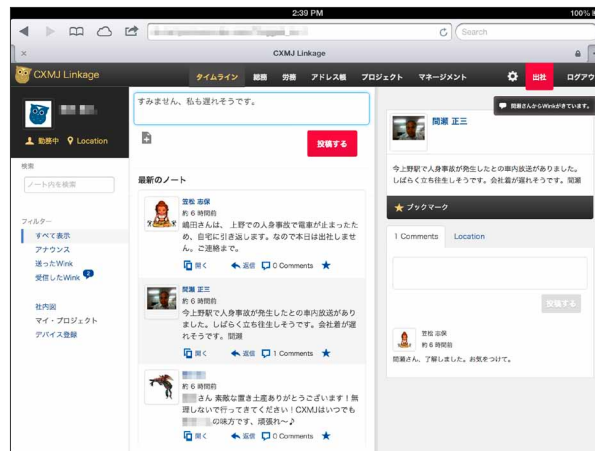 2:39 PM
100%
Search
CXMJ Linkage
CXMJ Linkage
タイムライン 総務 労務 アドレス帳 プロジェクト マネージメント 出社 ログアウ
勤務中 Location
検索
ノート内を検索
フィルター
すべて表示
アナウンス
送ったWink
受信したWink 2
社内図
マイ・プロジェクト
デバイス登録
すみません、私も遅れそうです。
投稿する
最新のノート
笠松 志保
約 6 時間前
嶋田さんは、 上野での人身事故で電車が止まったた
め、自宅に引き返します。なので本日は出社しませ
ん。ご連絡まで。
開く 返信 0 Comments
間瀬 正三
約 6 時間前
今上野駅で人身事故が発生したとの車内放送があり
ました。しばらく立ち往生しそうです。会社着が遅
れそうです。間瀬
開く 返信 1 Comments
約 6 時間前
さん 素敵な置き土産ありがとうございます！無
理しないで行ってきてください！CXMJはいつでも
の味方です、頑張れ〜♪
開く 返信 0 Comments
間瀬さんからWinkがきています。
間瀬 正三
今上野駅で人身事故が発生したとの車内放送がありました。
しばらく立ち往生しそうです。会社着が遅れそうです。間瀬
ブックマーク
1 Comments Location
投稿する
笠松 志保
約 6 時間前
間瀬さん、了解しました。お気をつけて。